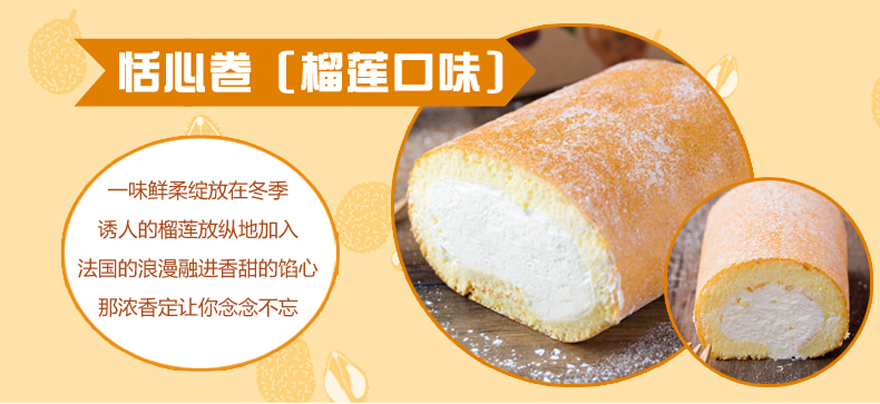 恬心卷〔榴莲口味〕
一味鲜柔绽放在冬季
诱人的榴莲放纵地加入
法国的浪漫融进香甜的馅心
那浓香定让你念念不忘